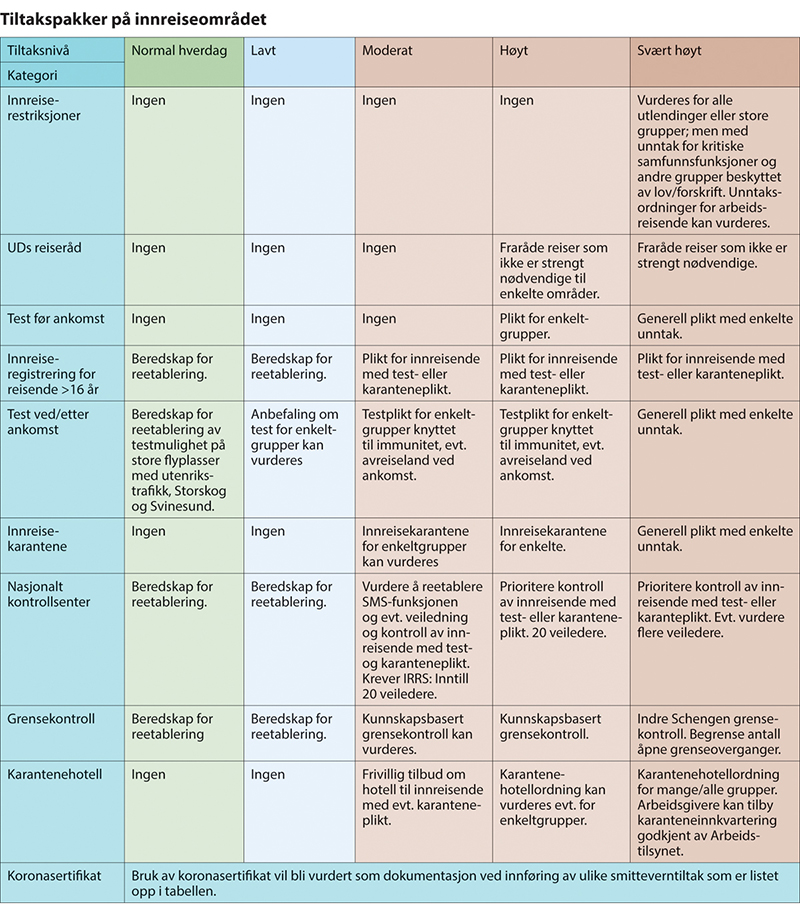 Tiltakspakker på innreiseområdet
Tiltaksnivå
Kategori
Normal hverdag
Lavt
Moderat
Høyt
Svært høyt
Innreise-
restriksjoner
Ingen
Ingen
Ingen
Ingen
Vurderes for alle
utlendinger eller store
grupper; men med
unntak for kritiske
samfunnsfunksjoner og
andre grupper beskyttet
av lov/forskrift. Unntaks-
ordninger for arbeids-
reisende kan vurderes.
UDs reiseråd
Ingen
Ingen
Ingen
Fraråde reiser som
ikke er strengt
nødvendige til
enkelte områder.
Fraråde reiser som ikke er
strengt nødvendige.
Test før ankomst
Ingen
Ingen
Ingen
Plikt for enkelt-
grupper.
Generell plikt med enkelte
unntak.
Innreise-
registrering for
reisende >16 år
Beredskap for
reetablering.
Beredskap for
reetablering.
Plikt for innreisende
med test- eller
karanteneplikt.
Plikt for innreisende
med test- eller
karanteneplikt.
Plikt for innreisende med
test- eller karanteneplikt.
Test ved/etter
ankomst
Beredskap for
reetablering av
testmulighet på
store flyplasser
med utenriks-
trafikk, Storskog
og Svinesund.
Anbefaling om
test for enkelt-
grupper kan
vurderes
Testplikt for enkelt-
grupper knyttet
til immunitet, evt.
avreiseland ved
ankomst.
Testplikt for enkelt-
grupper knyttet
til immunitet, evt.
avreiseland ved
ankomst.
Generell plikt med enkelte
unntak.
Innreise-
karantene
Ingen
Ingen
Innreisekarantene
for enkeltgrupper
kan vurderes
Innreisekarantene
for enkelte.
Generell plikt med enkelte
unntak.
Nasjonalt
kontrollsenter
Beredskap for
reetablering.
Beredskap for
reetablering.
Vurdere å reetablere
SMS-funksjonen
og evt. veiledning
og kontroll av inn-
reisende med test-
og karanteneplikt.
Krever IRRS: Inntill
20 veiledere.
Prioritere kontroll
av innreisende med
test- eller karantene-
plikt. 20 veiledere.
Prioritere kontroll av inn-
reisende med test- eller
karanteplikt. Evt. vurdere
flere veiledere.
Grensekontroll
Beredskap for
reetablering
Beredskap for
reetablering.
Kunnskapsbasert
grensekontroll kan
vurderes.
Kunnskapsbasert
grensekontroll.
Indre Schengen grense-
kontroll. Begrense antall
åpne grenseoverganger.
Karantenehotell
Ingen
Ingen
Frivillig tilbud om
hotell til innreisende
med evt. karantene-
plikt.
Karantene-
hotellordning kan
vurderes evt. for
enkeltgrupper.
Karantenehotellordning
for mange/alle grupper.
Arbeidsgivere kan tilby
karanteneinnkvartering
godkjent av Arbeids-
tilsynet.
Koronasertifikat
Bruk av koronasertifikat vil bli vurdert som dokumentasjon ved innføring av ulike smitteverntiltak som er listet
opp i tabellen.